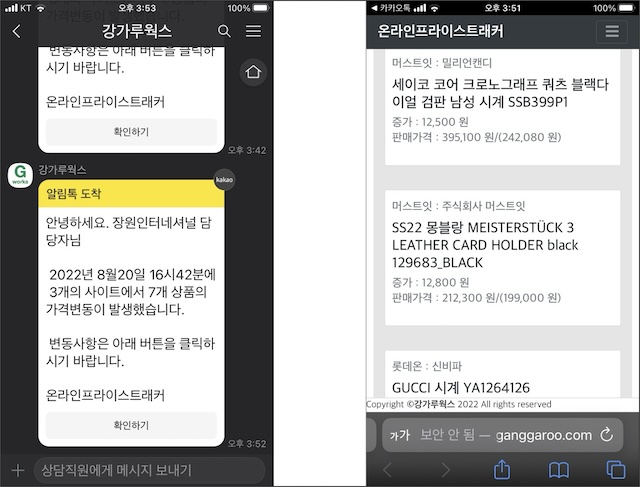 KT
오후 3:53
100%
강가루웍스
변동사항은 아래 버튼을 클릭하
시기 바랍니다.
온라인프라이스트래커
확인하기
오후 3:42
G
works
강가루웍스
kakao
알림톡 도착
안녕하세요. 장원인터네셔널 담
당자님
2022년 8월20일 16시42분에
3개의 사이트에서 7개 상품의
가격변동이 발생했습니다.
변동사항은 아래 버튼을 클릭하
시기 바랍니다.
온라인프라이스트래커
확인하기
오후 3:52
상담직원에게 메시지 보내기
카카오톡
오후 3:51
100%
온라인프라이스트래커
머스트잇 : 밀리언캔디
세이코 코어 크로노그래프 쿼츠 블랙다
이얼 검판 남성 시계 SSB399P1
증가 : 12,500 원
판매가격 : 395,100 원/(242,080 원)
머스트잇 : 주식회사 머스트잇
SS22 몽블랑 MEISTERSTÜCK 3
LEATHER CARD HOLDER black
129683_BLACK
증가 : 12,800 원
판매가격 : 212,300 원/(199,000 원)
롯데온 : 신비파
GUCCI 시계 YA1264126
Copyright ©강가루웍스 2022 All rights reserved
가가 보안 안 됨 — ganggaroo.com